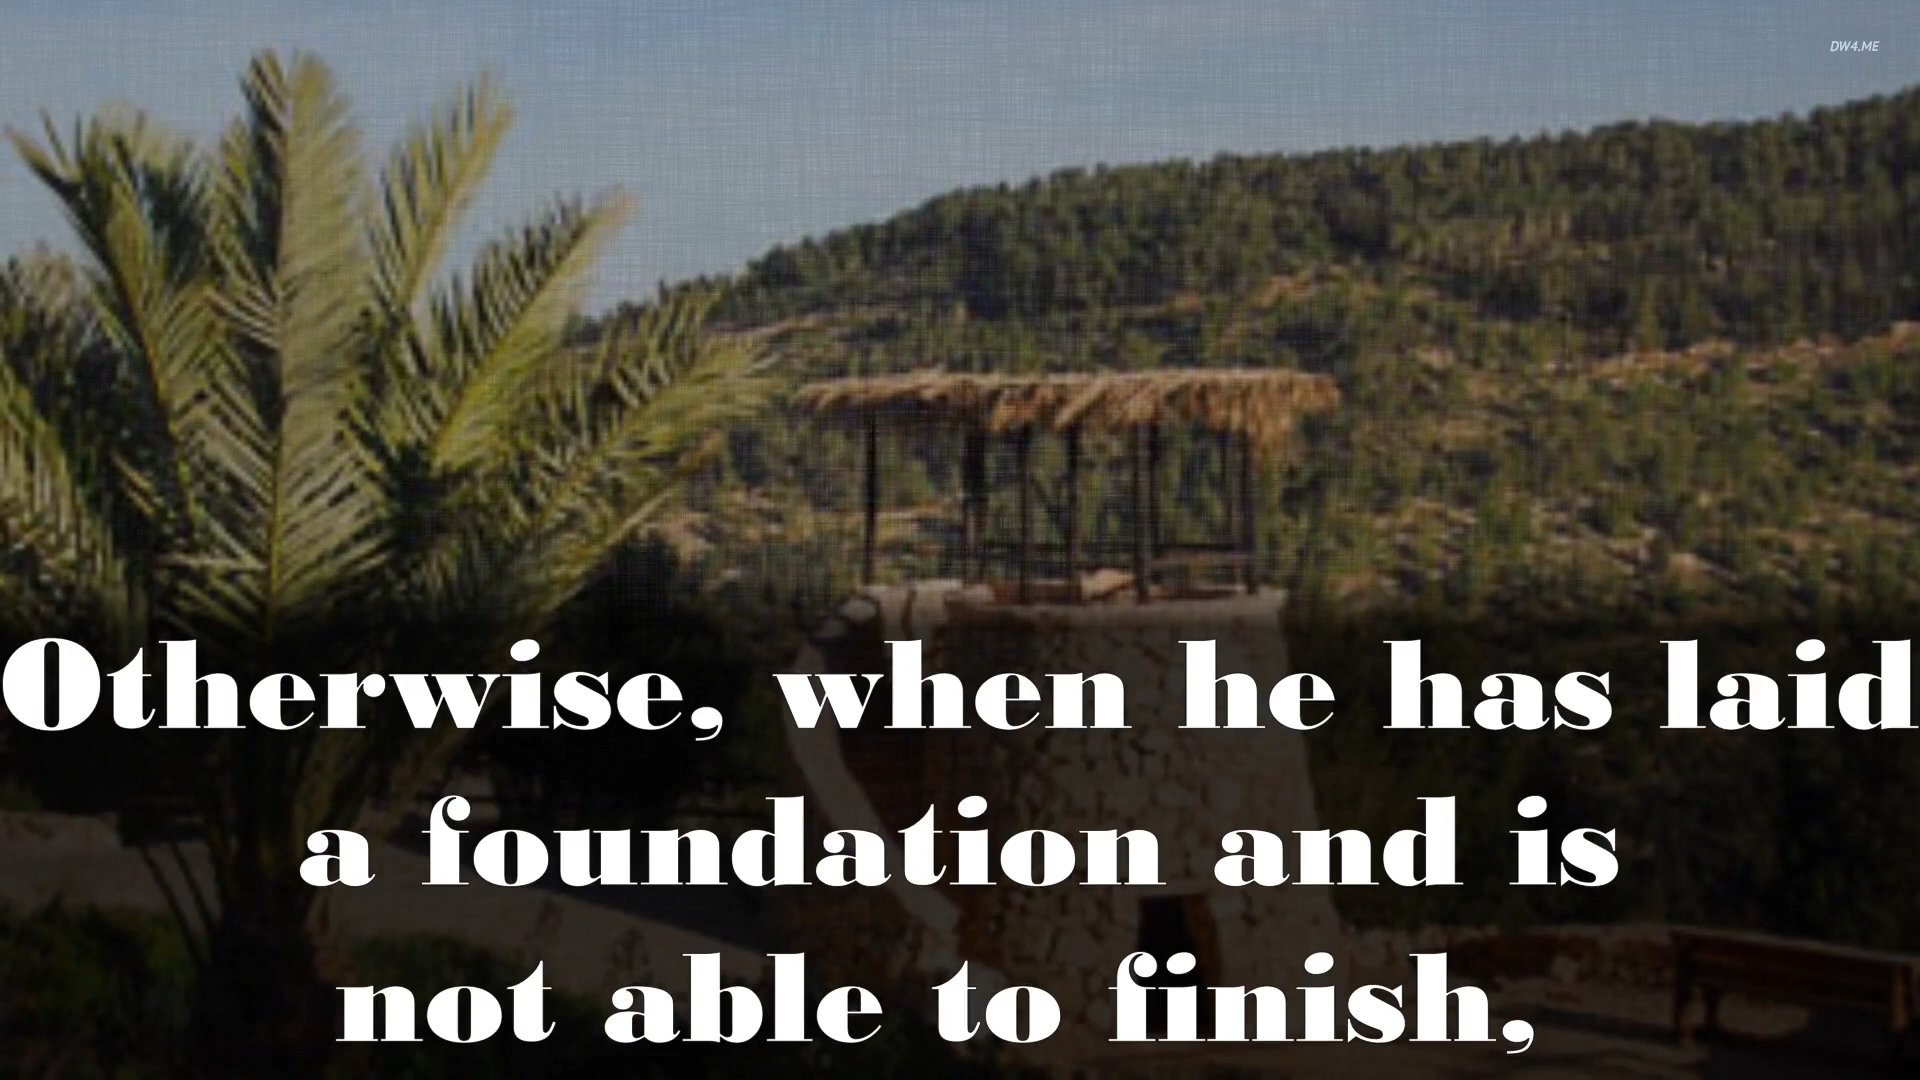 DW4.ME
Otherwise, when he has laid
a foundation and is
not able to finish,